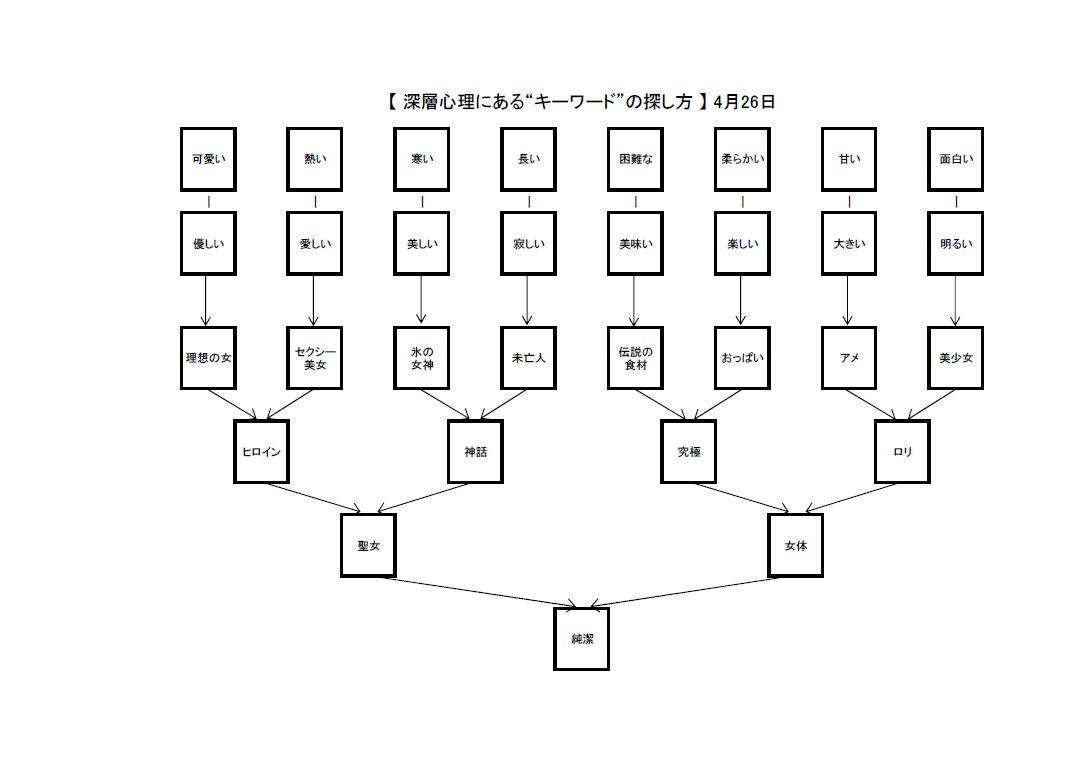 【 深層心理にある“キーワード”の探し方 】 4月26日
可愛い
熱い
寒い
長い
困難な
柔らかい
甘い
面白い
優しい
愛しい
美しい
寂しい
美味い
楽しい
大きい
明るい
理想の女
セクシー
美女
氷の
女神
未亡人
伝説の
食材
おっぱい
アメ
美少女
ヒロイン
神話
究極
ロリ
聖女
女体
純潔